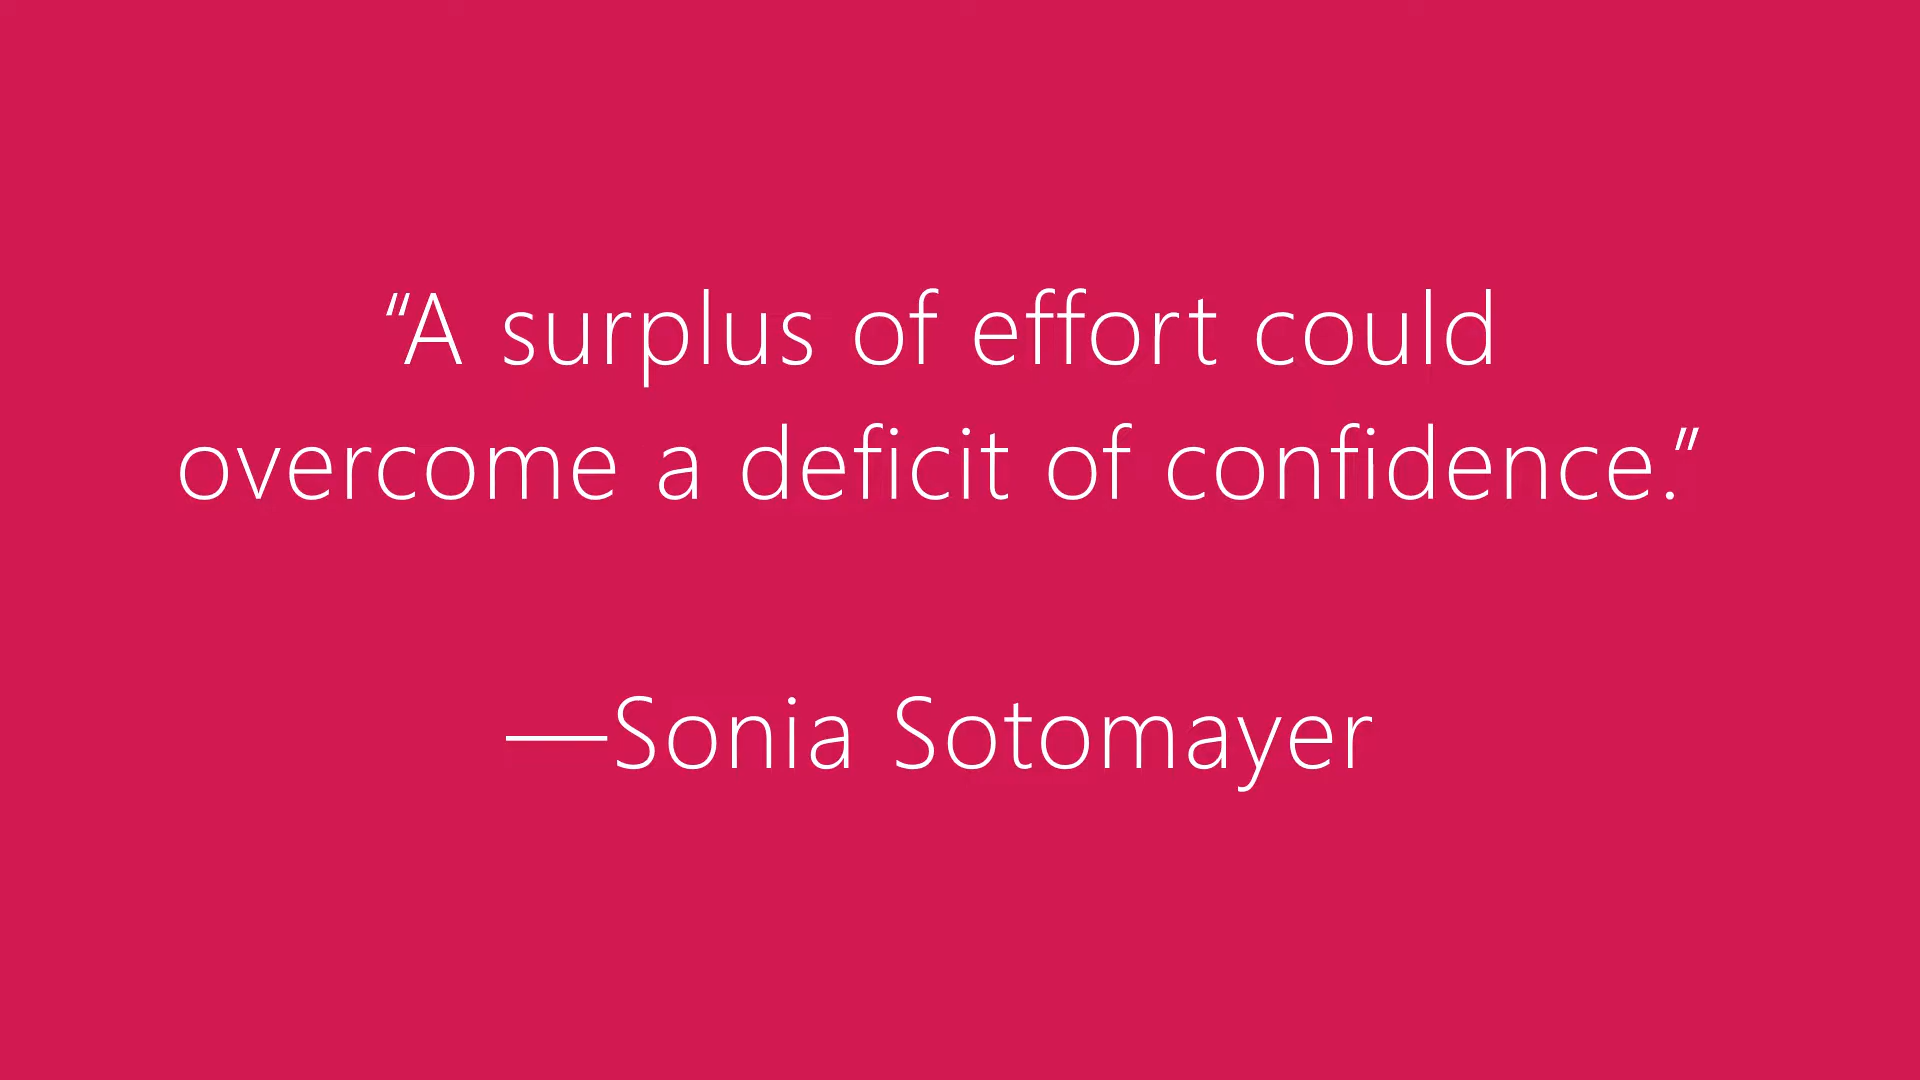 “A surplus of effort could
overcome a deficit of confidence.”
—Sonia Sotomayer